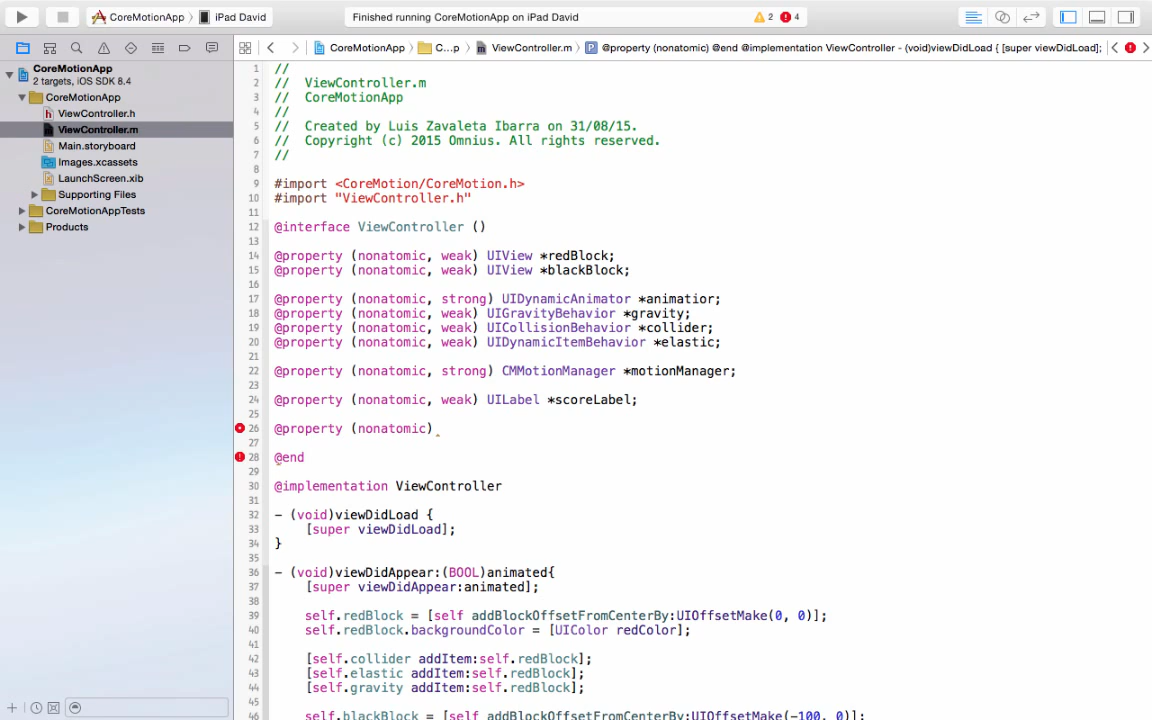 CoreMotionApp
iPad David
Finished running CoreMotionApp on iPad David
2
4
CoreMotionApp
C...p
ViewController.m
P
@property (nonatomic) @end @implementation ViewController - (void)viewDidLoad { [super viewDidLoad];
CoreMotionApp
2 targets, iOS SDK 8.4
CoreMotionApp
h ViewController.h
m ViewController.m
Main.storyboard
Images.xcassets
LaunchScreen.xib
Supporting Files
CoreMotionAppTests
Products
1 //
2 // ViewController.m
3 // CoreMotionApp
4 //
5 // Created by Luis Zavaleta Ibarra on 31/08/15.
6 // Copyright (c) 2015 Omnius. All rights reserved.
7 //
8
9 #import <CoreMotion/CoreMotion.h>
10 #import "ViewController.h"
11
12 @interface ViewController ()
13
14 @property (nonatomic, weak) UIView *redBlock;
15 @property (nonatomic, weak) UIView *blackBlock;
16
17 @property (nonatomic, strong) UIDynamicAnimator *animatior;
18 @property (nonatomic, weak) UIGravityBehavior *gravity;
19 @property (nonatomic, weak) UICollisionBehavior *collider;
20 @property (nonatomic, weak) UIDynamicItemBehavior *elastic;
21
22 @property (nonatomic, strong) CMMotionManager *motionManager;
23
24 @property (nonatomic, weak) UILabel *scoreLabel;
25
26 @property (nonatomic)
27
28 @end
29
30 @implementation ViewController
31
32 - (void)viewDidLoad {
33 [super viewDidLoad];
34 }
35
36 - (void)viewDidAppear:(BOOL)animated{
37 [super viewDidAppear:animated];
38
39 self.redBlock = [self addBlockOffsetFromCenterBy:UIOffsetMake(0, 0)];
40 self.redBlock.backgroundColor = [UIColor redColor];
41
42 [self.collider addItem:self.redBlock];
43 [self.elastic addItem:self.redBlock];
44 [self.gravity addItem:self.redBlock];
45
46 self.blackBlock = [self addBlockOffsetFromCenterBy:UIOffsetMake(-100, 0)];